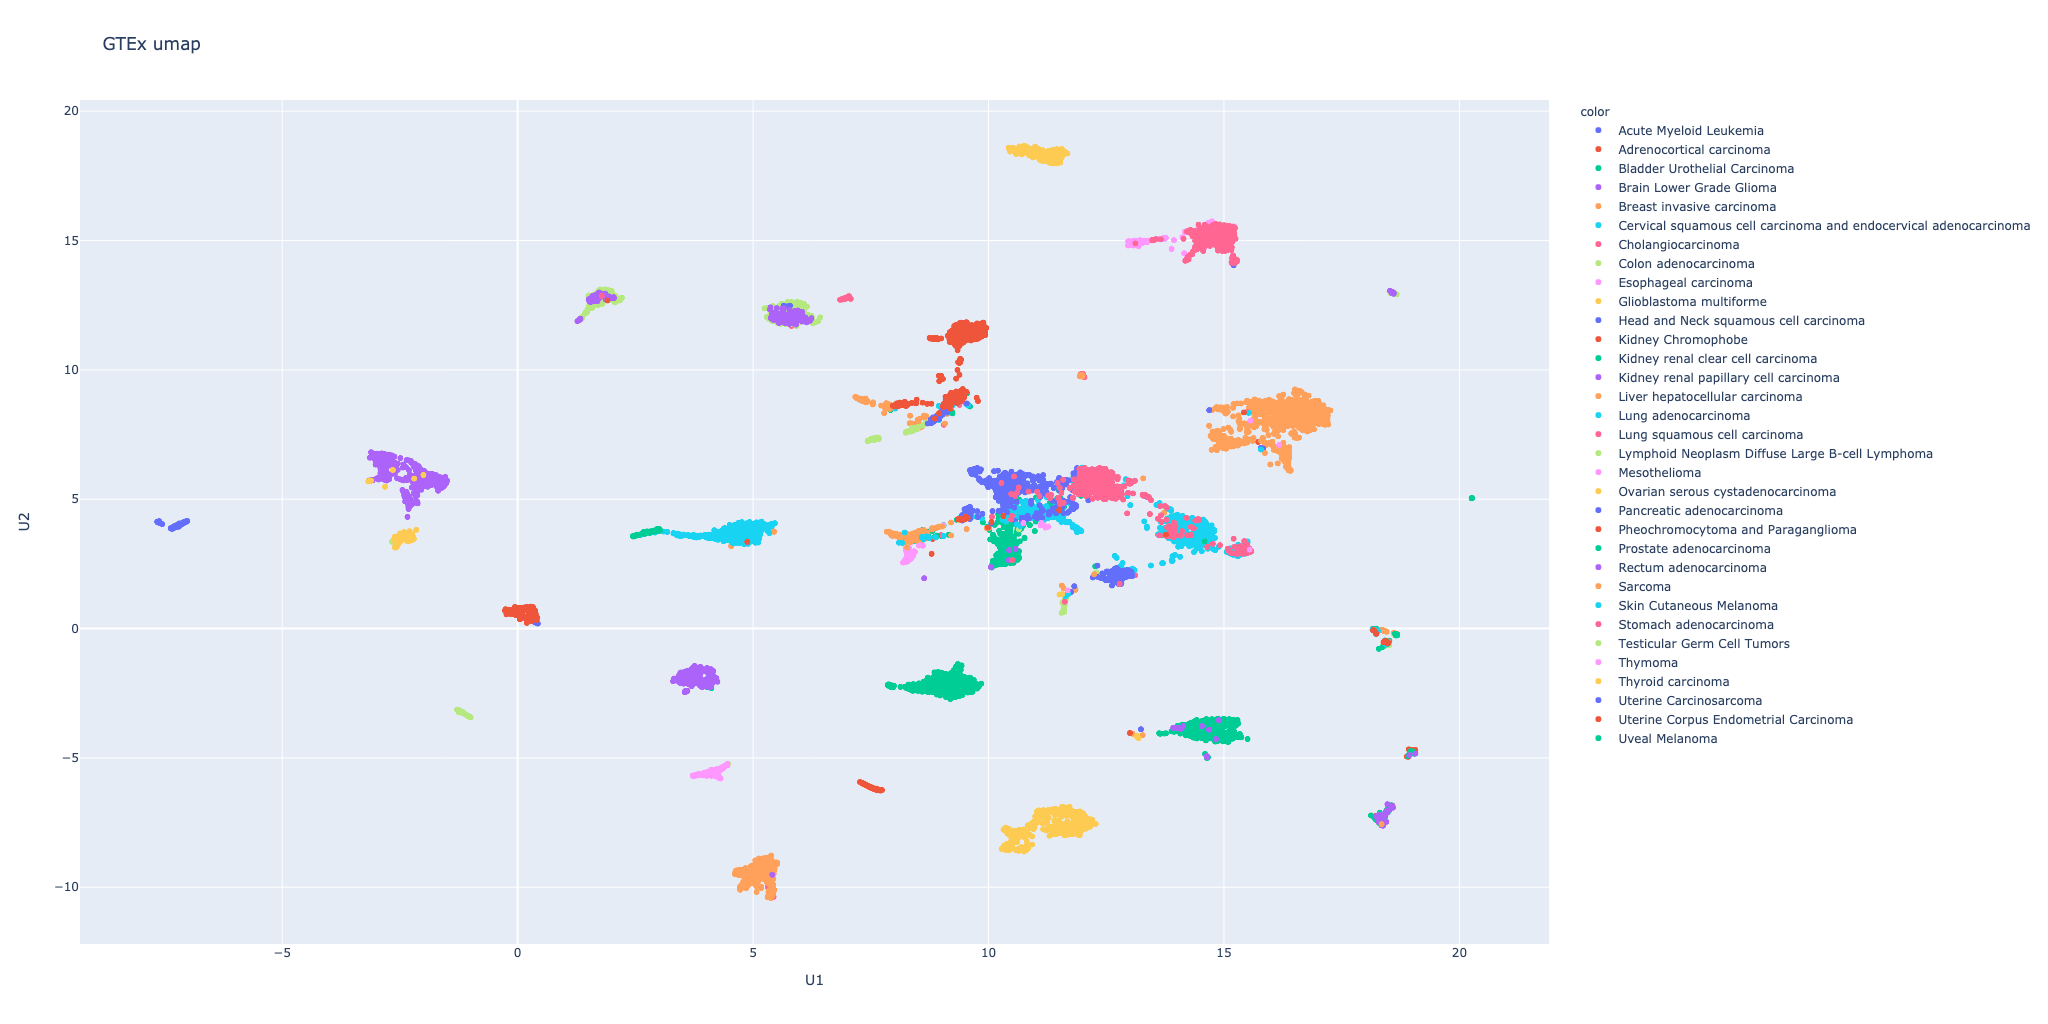 GTEx umap
20
15
10
5
0
−5
−10
U2
−5
0
5
10
15
20
U1
color
Acute Myeloid Leukemia
Adrenocortical carcinoma
Bladder Urothelial Carcinoma
Brain Lower Grade Glioma
Breast invasive carcinoma
Cervical squamous cell carcinoma and endocervical adenocarcinoma
Cholangiocarcinoma
Colon adenocarcinoma
Esophageal carcinoma
Glioblastoma multiforme
Head and Neck squamous cell carcinoma
Kidney Chromophobe
Kidney renal clear cell carcinoma
Kidney renal papillary cell carcinoma
Liver hepatocellular carcinoma
Lung adenocarcinoma
Lung squamous cell carcinoma
Lymphoid Neoplasm Diffuse Large B-cell Lymphoma
Mesothelioma
Ovarian serous cystadenocarcinoma
Pancreatic adenocarcinoma
Pheochromocytoma and Paraganglioma
Prostate adenocarcinoma
Rectum adenocarcinoma
Sarcoma
Skin Cutaneous Melanoma
Stomach adenocarcinoma
Testicular Germ Cell Tumors
Thymoma
Thyroid carcinoma
Uterine Carcinosarcoma
Uterine Corpus Endometrial Carcinoma
Uveal Melanoma